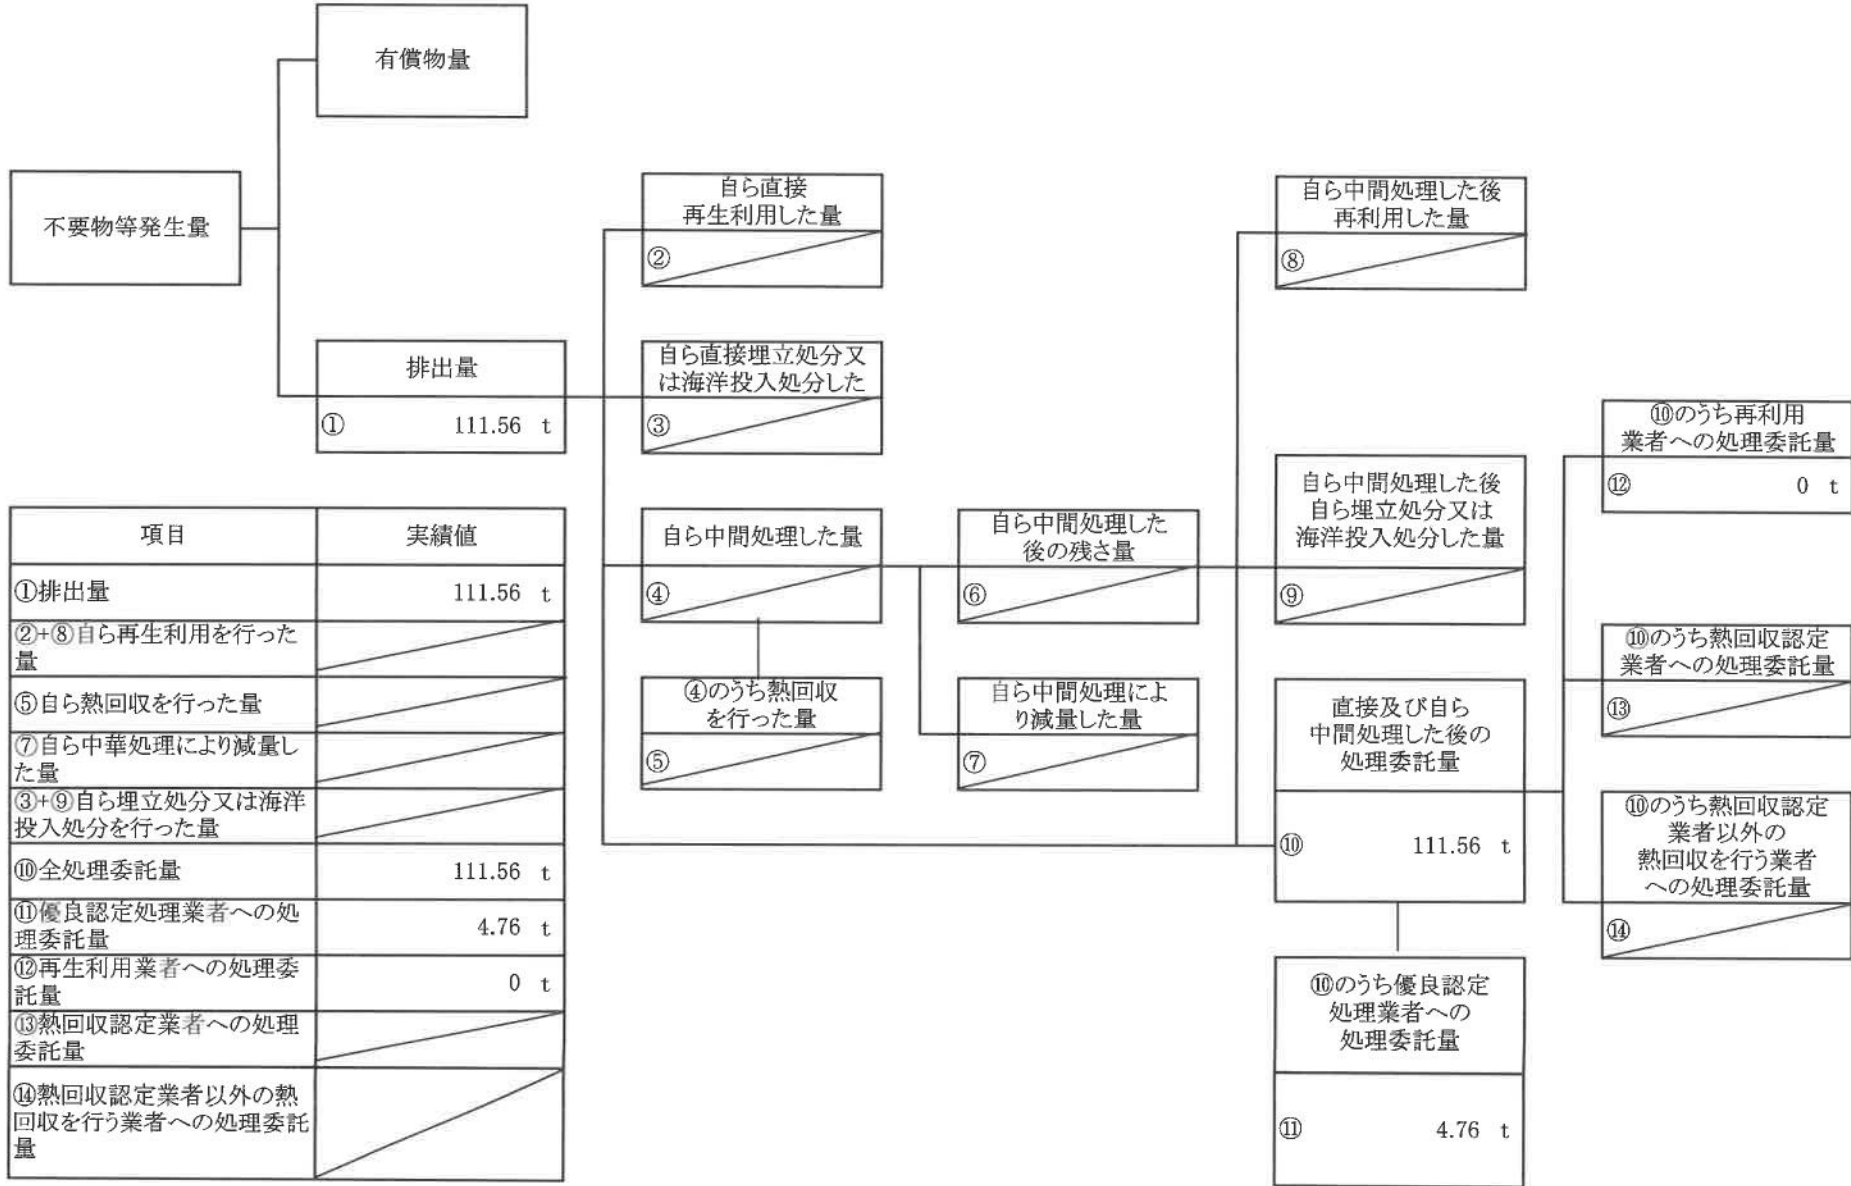 有償物量
不要物等発生量
排出量
① 111.56 t
自ら直接
再生利用した量
②
自ら直接埋立処分又
は海洋投入処分した
③
自ら中間処理した量
④
④のうち熱回収
を行った量
⑤
自ら中間処理した
後の残さ量
⑥
自ら中間処理によ
り減量した量
⑦
自ら中間処理した後
再利用した量
⑧
自ら中間処理した後
自ら埋立処分又は
海洋投入処分した量
⑨
直接及び自ら
中間処理した後の
処理委託量
⑩ 111.56 t
⑩のうち優良認定
処理業者への
処理委託量
⑪ 4.76 t
⑩のうち再利用
業者への処理委託量
⑫ 0 t
⑩のうち熱回収認定
業者への処理委託量
⑬
⑩のうち熱回収認定
業者以外の
熱回収を行う業者
への処理委託量
⑭
項目 実績値
①排出量 111.56 t
②+⑧自ら再生利用を行った
量
⑤自ら熱回収を行った量
⑦自ら中華処理により減量し
た量
③+⑨自ら埋立処分又は海洋
投入処分を行った量
⑩全処理委託量 111.56 t
⑪優良認定処理業者への処
理委託量 4.76 t
⑫再生利用業者への処理委
託量 0 t
⑬熱回収認定業者への処理
委託量
⑭熱回収認定業者以外の熱
回収を行う業者への処理委託
量